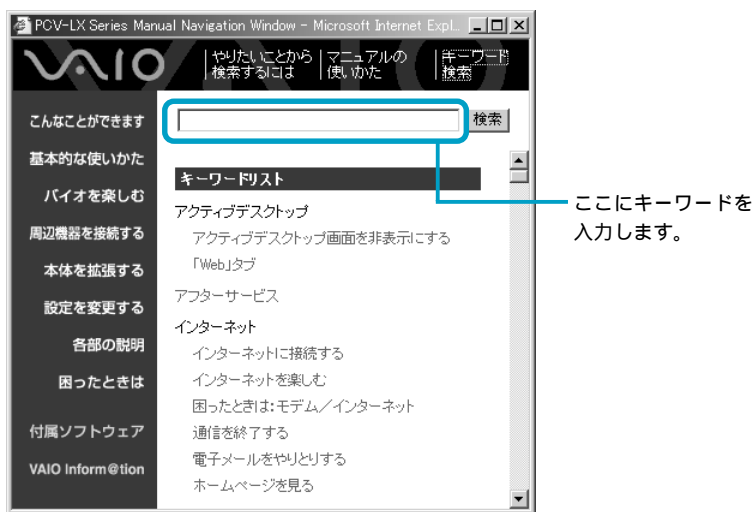 PCV-LX Series Manual Navigation Window - Microsoft Internet Expl...
VAIO
やりたいことから
検索するには
マニュアルの
使いかた
キーワード
検索
こんなことができます
基本的な使いかた
バイオを楽しむ
周辺機器を接続する
本体を拡張する
設定を変更する
各部の説明
困ったときは
付属ソフトウェア
VAIO Inform@tion
検索
キーワードリスト
アクティブデスクトップ
アクティブデスクトップ画面を非表示にする
「Web」タブ
アフターサービス
インターネット
インターネットに接続する
インターネットを楽しむ
困ったときは:モデム／インターネット
通信を終了する
電子メールをやりとりする
ホームページを見る
ここにキーワードを
入力します。